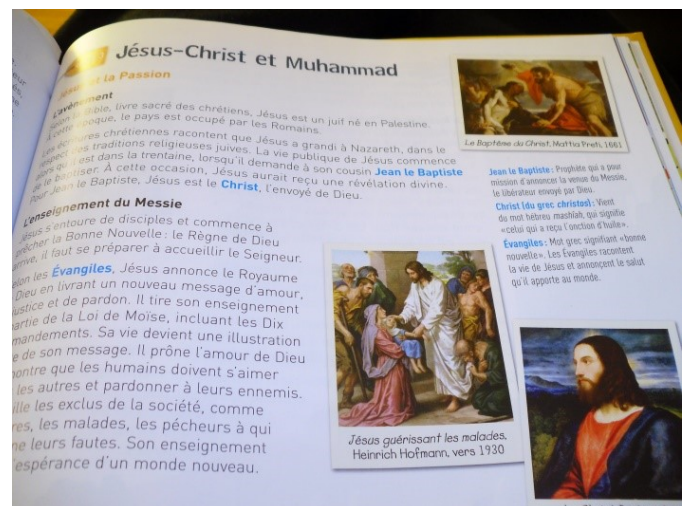 Jésus-Christ et Muhammad
et la Passion
L'avènement
Selon la Bible, livre sacré des chrétiens, Jésus est un juif né en Palestine.
À cette époque, le pays est occupé par les Romains.
Les écritures chrétiennes racontent que Jésus a grandi à Nazareth, dans le
respect des traditions religieuses juives. La vie publique de Jésus commence
alors qu'il est dans la trentaine, lorsqu'il demande à son cousin Jean le Baptiste
de le baptiser. À cette occasion, Jésus aurait reçu une révélation divine.
Pour Jean le Baptiste, Jésus est le Christ, l'envoyé de Dieu.
L'enseignement du Messie
Jésus s'entoure de disciples et commence à
prêcher la Bonne Nouvelle : le Règne de Dieu
arrive, il faut se préparer à accueillir le Seigneur.
Selon les Évangiles, Jésus annonce le Royaume
Dieu en livrant un nouveau message d'amour,
justice et de pardon. Il tire son enseignement
partie de la Loi de Moïse, incluant les Dix
mandements. Sa vie devient une illustration
de son message. Il prône l'amour de Dieu
montre que les humains doivent s'aimer
les autres et pardonner à leurs ennemis.
ille les exclus de la société, comme
res, les malades, les pécheurs à qui
ne leurs fautes. Son enseignement
l'espérance d'un monde nouveau.
Le Baptême du Christ, Mattia Preti, 1661
Jean le Baptiste : Prophète qui a pour
mission d'annoncer la venue du Messie,
le libérateur envoyé par Dieu.
Christ (du grec christos) : Vient
du mot hébreu mashiah, qui signifie
«celui qui a reçu l'onction d'huile».
Évangiles : Mot grec signifiant «bonne
nouvelle». Les Évangiles racontent
la vie de Jésus et annoncent le salut
qu'il apporte au monde.
Jésus guérissant les malades,
Heinrich Hofmann, vers 1930